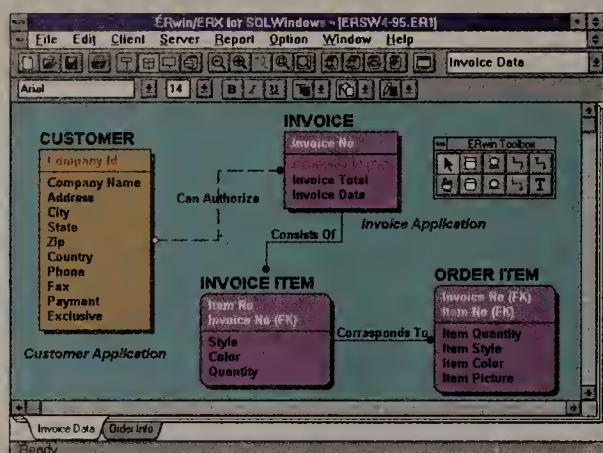 ERwin/ERX for SQLWindows - [ERSW4-95.ER1]
File Edit Client Server Report Option Window Help
Invoice Data
Arial 14 B I U
CUSTOMER
Company Id
Company Name
Address
City
State
Zip
Country
Phone
Fax
Payment
Exclusive
Customer Application
Can Authorize
INVOICE
Invoice No
Company Id (FK)
Invoice Total
Invoice Date
Invoice Application
Consists Of
ERwin Toolbox
T
INVOICE ITEM
Item No
Invoice No (FK)
Style
Color
Quantity
Corresponds To
ORDER ITEM
Invoice No (FK)
Item No (FK)
Item Quantity
Item Style
Item Color
Item Picture
Invoice Data Order Info
Ready